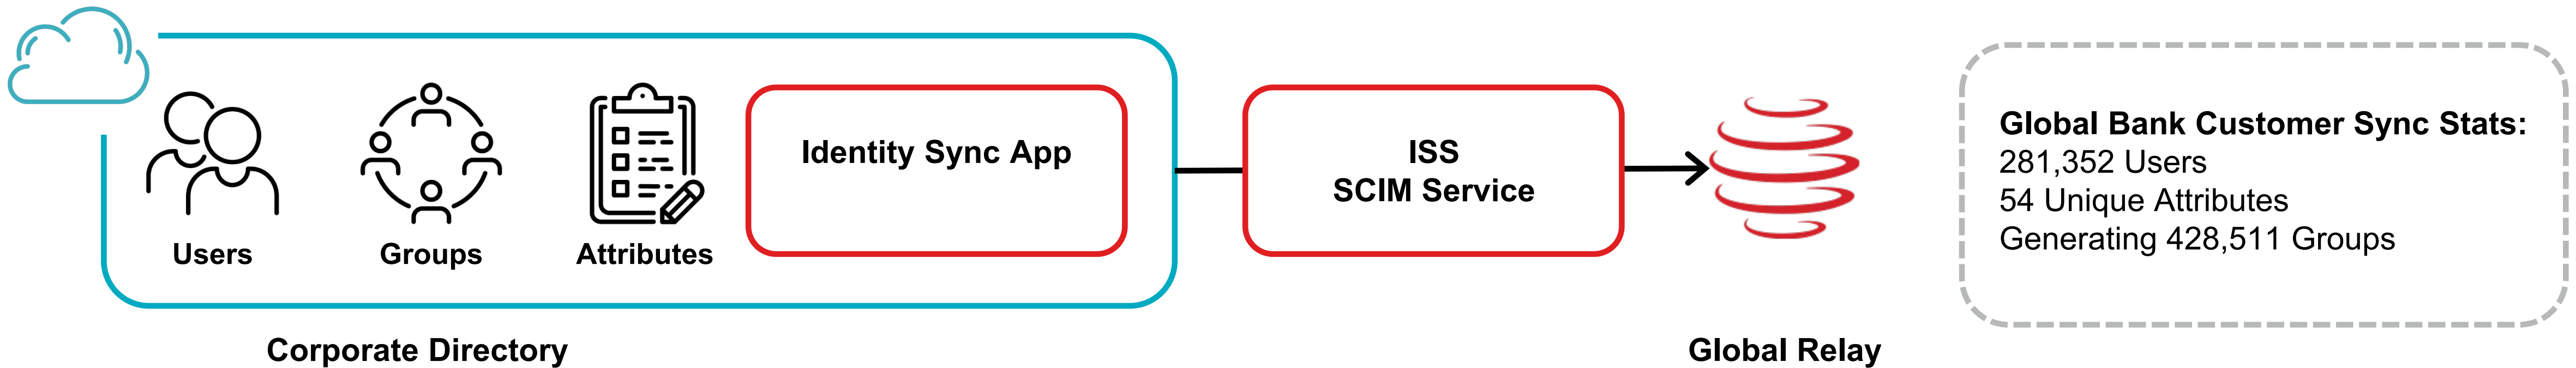 Users
Groups
Attributes
Identity Sync App
Corporate Directory
ISS
SCIM Service
Global Relay
Global Bank Customer Sync Stats:
281,352 Users
54 Unique Attributes
Generating 428,511 Groups